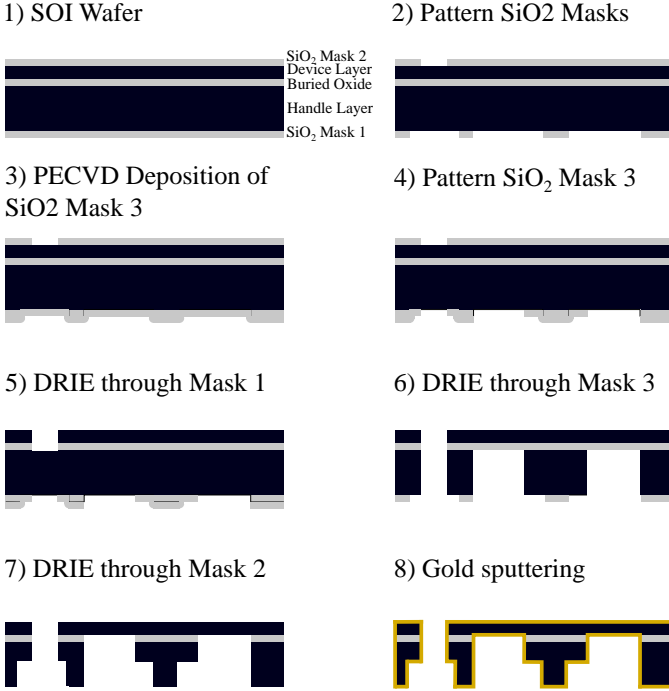 1) SOI Wafer
2) Pattern SiO2 Masks
SiO₂ Mask 2
Device Layer
Buried Oxide
Handle Layer
SiO₂ Mask 1
3) PECVD Deposition of
SiO2 Mask 3
4) Pattern SiO₂ Mask 3
5) DRIE through Mask 1
6) DRIE through Mask 3
7) DRIE through Mask 2
8) Gold sputtering